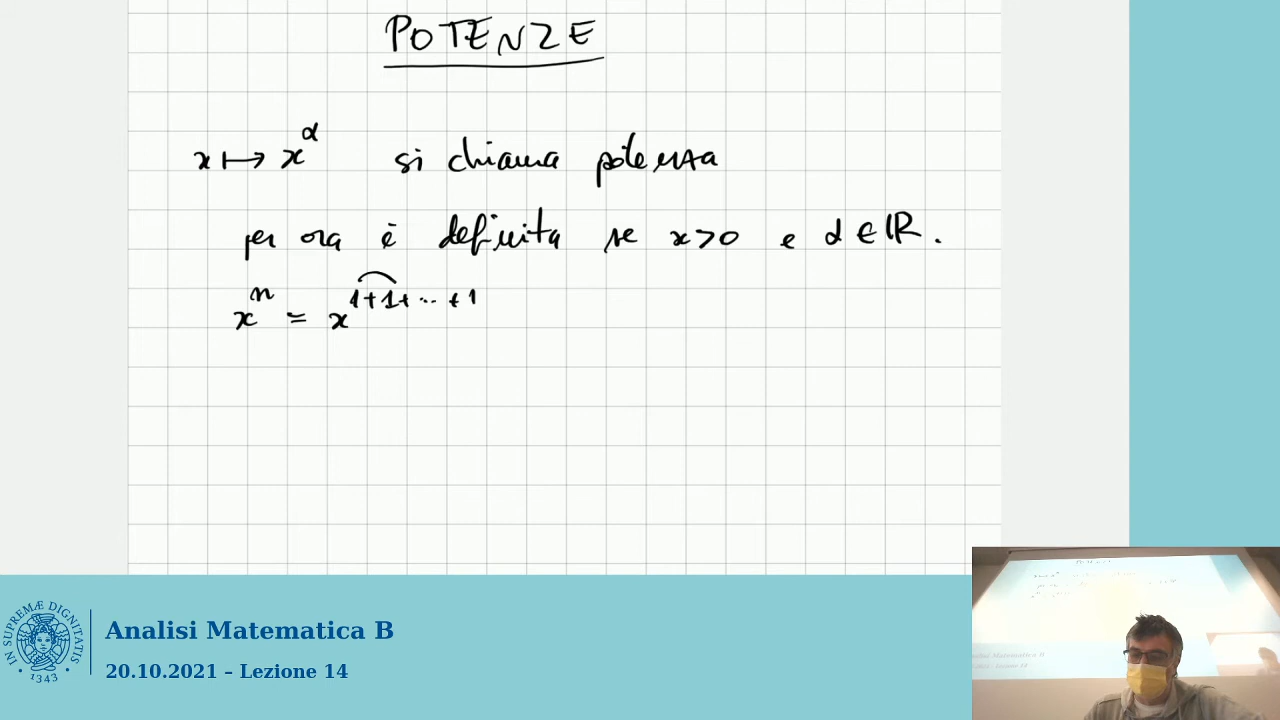 POTENZE
x ↦ x^α si chiama potenza
per ora è definita se x>0 e α ∈ ℝ.
x^n = x^{1+1+...+1}
IN SUPREMÆ DIGNITATIS
1343
Analisi Matematica B
20.10.2021 – Lezione 14